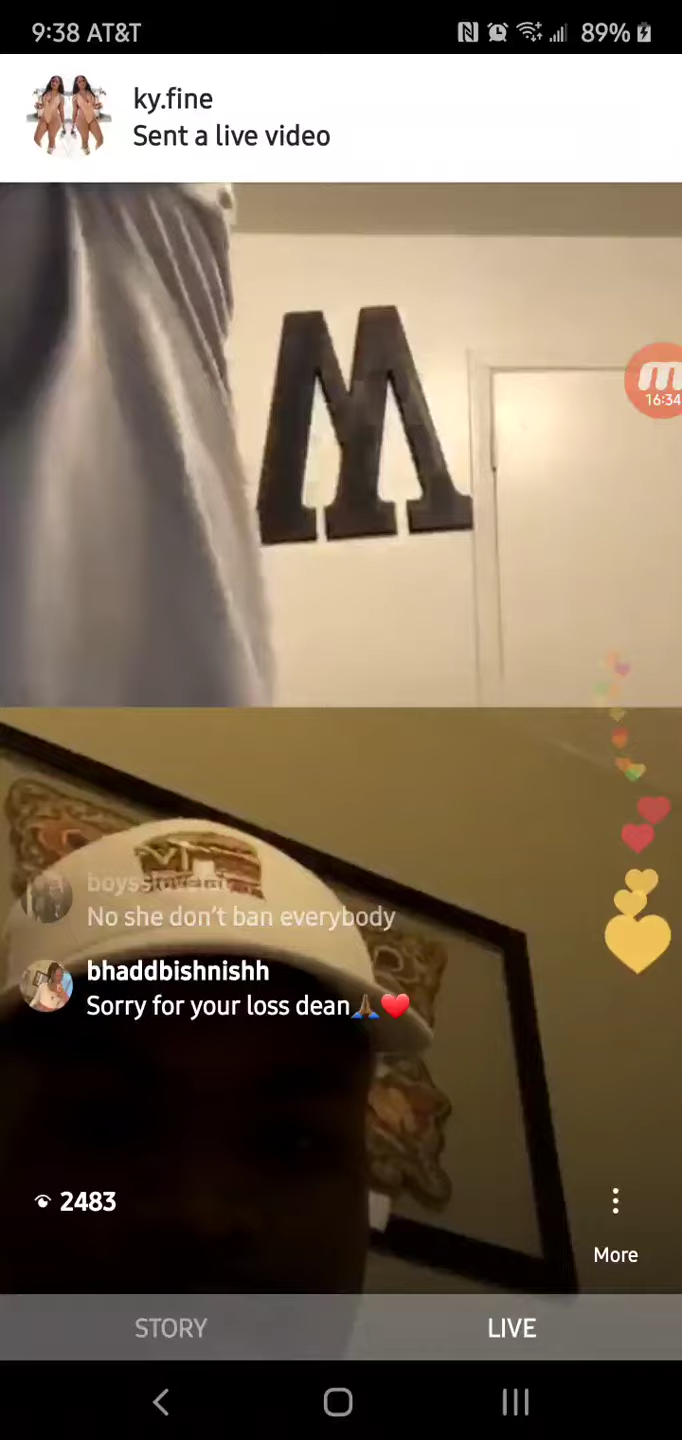 9:38 AT&T
89%
ky.fine
Sent a live video
M
16:34
No she don't ban everybody
bhaddbishnishh
Sorry for your loss dean🙏🏾❤️
2483
More
STORY
LIVE